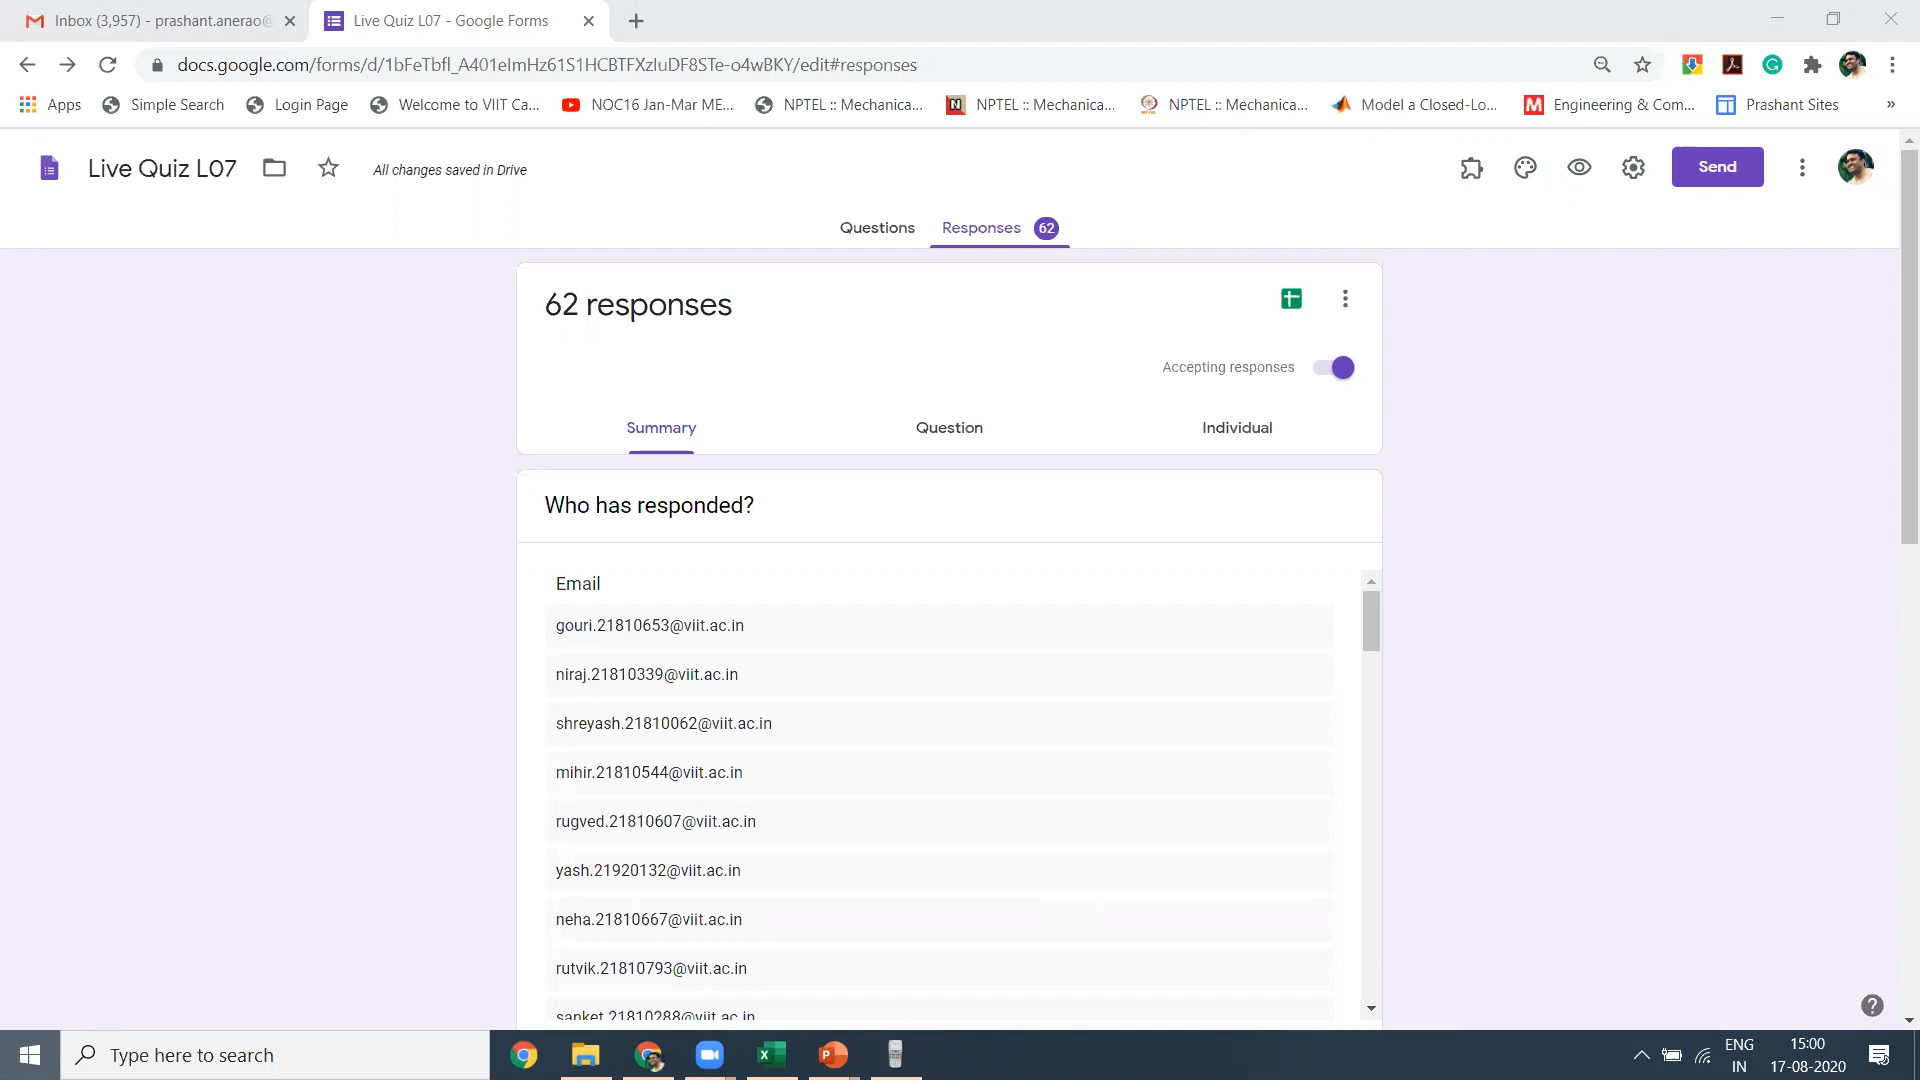 Inbox (3,957) - prashant.anerao@
Live Quiz L07 - Google Forms
docs.google.com/forms/d/1bFeTbfl_A401eImHz61S1HCBTFXzIuDF8STe-o4wBKY/edit#responses
Apps
Simple Search
Login Page
Welcome to VIIT Ca...
NOC16 Jan-Mar ME...
NPTEL :: Mechanica...
NPTEL :: Mechanica...
NPTEL :: Mechanica...
Model a Closed-Lo...
Engineering & Com...
Prashant Sites
»
Live Quiz L07
All changes saved in Drive
Send
Questions
Responses 62
62 responses
Accepting responses
Summary
Question
Individual
Who has responded?
Email
gouri.21810653@viit.ac.in
niraj.21810339@viit.ac.in
shreyash.21810062@viit.ac.in
mihir.21810544@viit.ac.in
rugved.21810607@viit.ac.in
yash.21920132@viit.ac.in
neha.21810667@viit.ac.in
rutvik.21810793@viit.ac.in
sanket.21810288@viit.ac.in
Type here to search
ENG
IN
15:00
17-08-2020